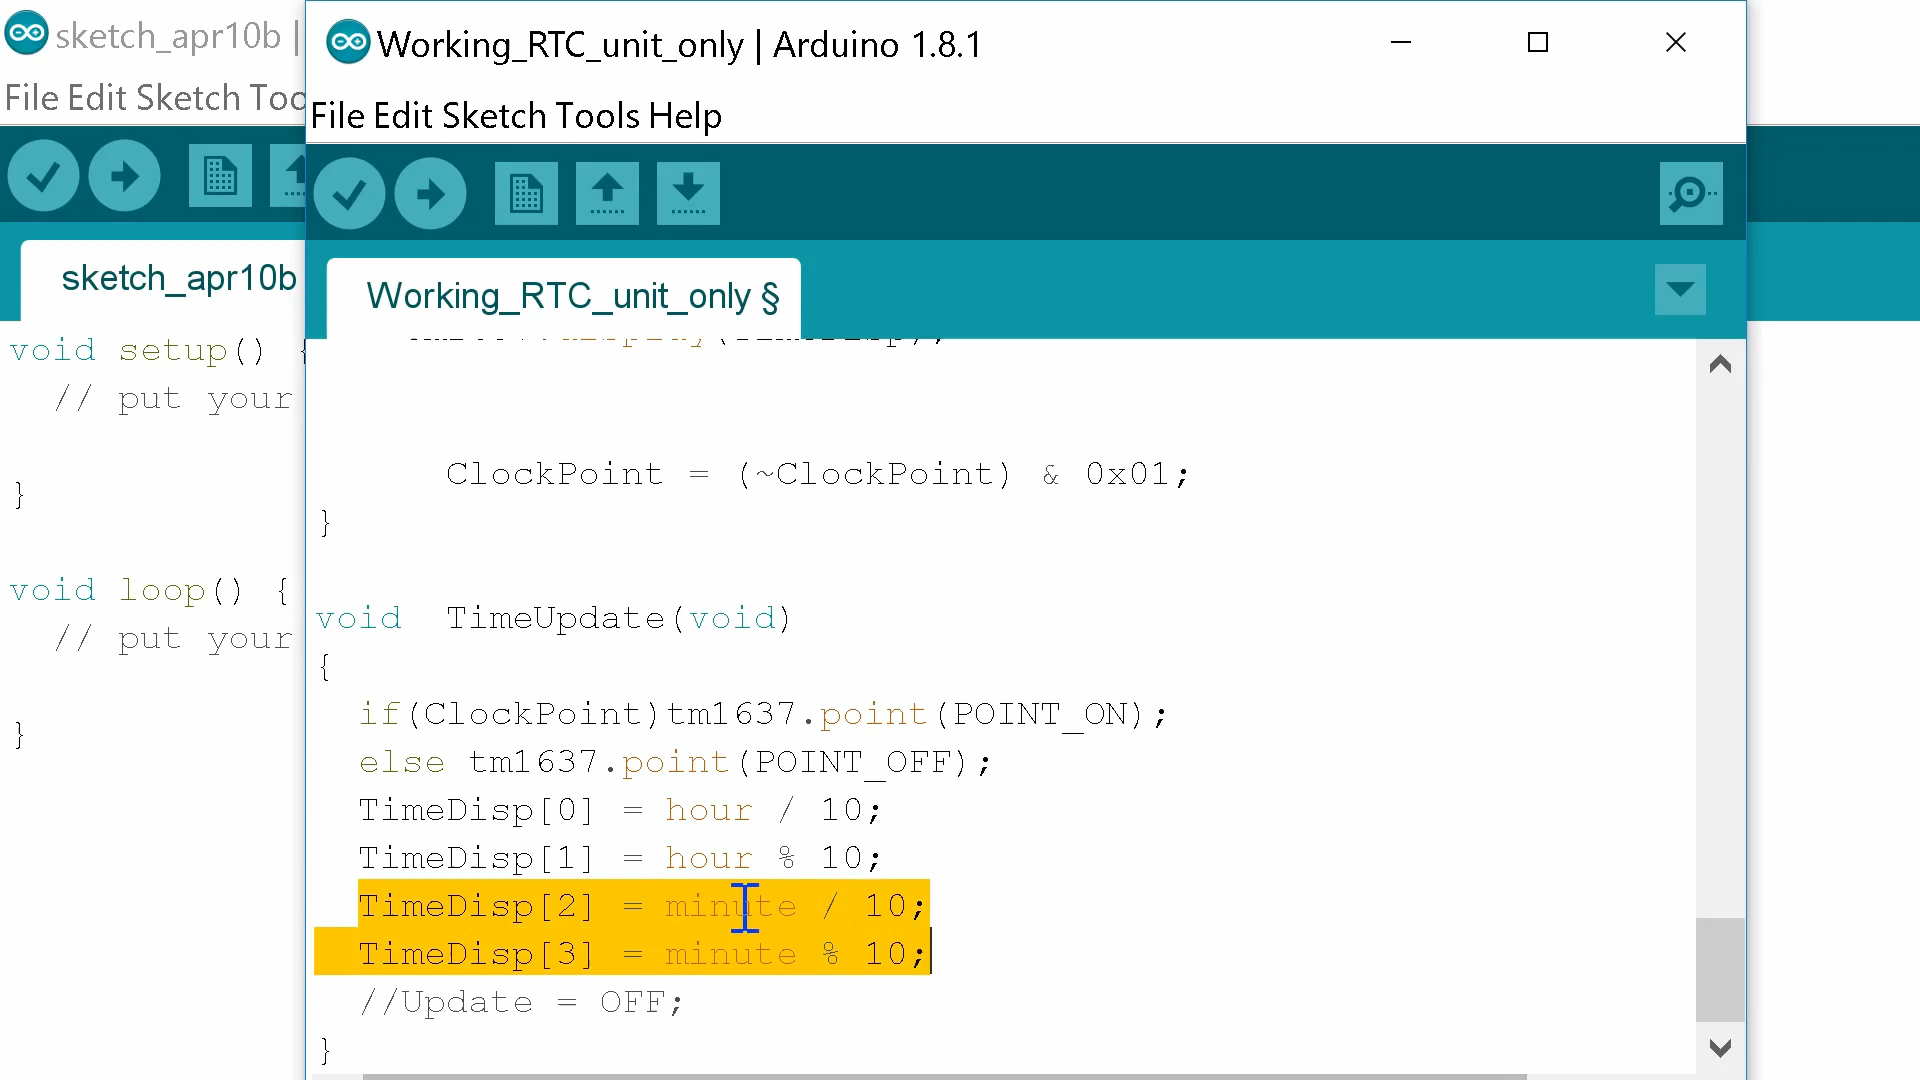 sketch_apr10b |
File Edit Sketch Too
sketch_apr10b
void setup() {
// put your
}
void loop() {
// put your
}
Working_RTC_unit_only | Arduino 1.8.1
File Edit Sketch Tools Help
Working_RTC_unit_only §
ClockPoint = (~ClockPoint) & 0x01;
}
void TimeUpdate(void)
{
if(ClockPoint)tm1637.point(POINT_ON);
else tm1637.point(POINT_OFF);
TimeDisp[0] = hour / 10;
TimeDisp[1] = hour % 10;
TimeDisp[2] = minute / 10;
TimeDisp[3] = minute % 10;
//Update = OFF;
}